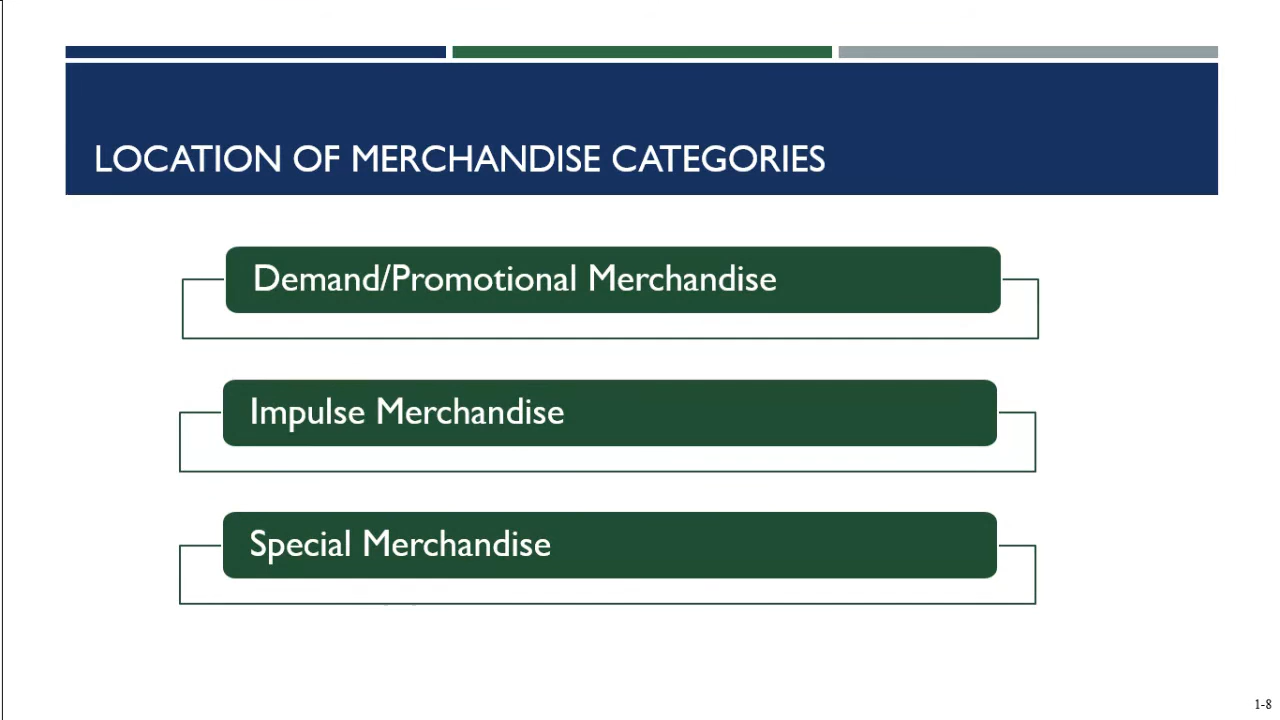 LOCATION OF MERCHANDISE CATEGORIES
Demand/Promotional Merchandise
Impulse Merchandise
Special Merchandise
1-8